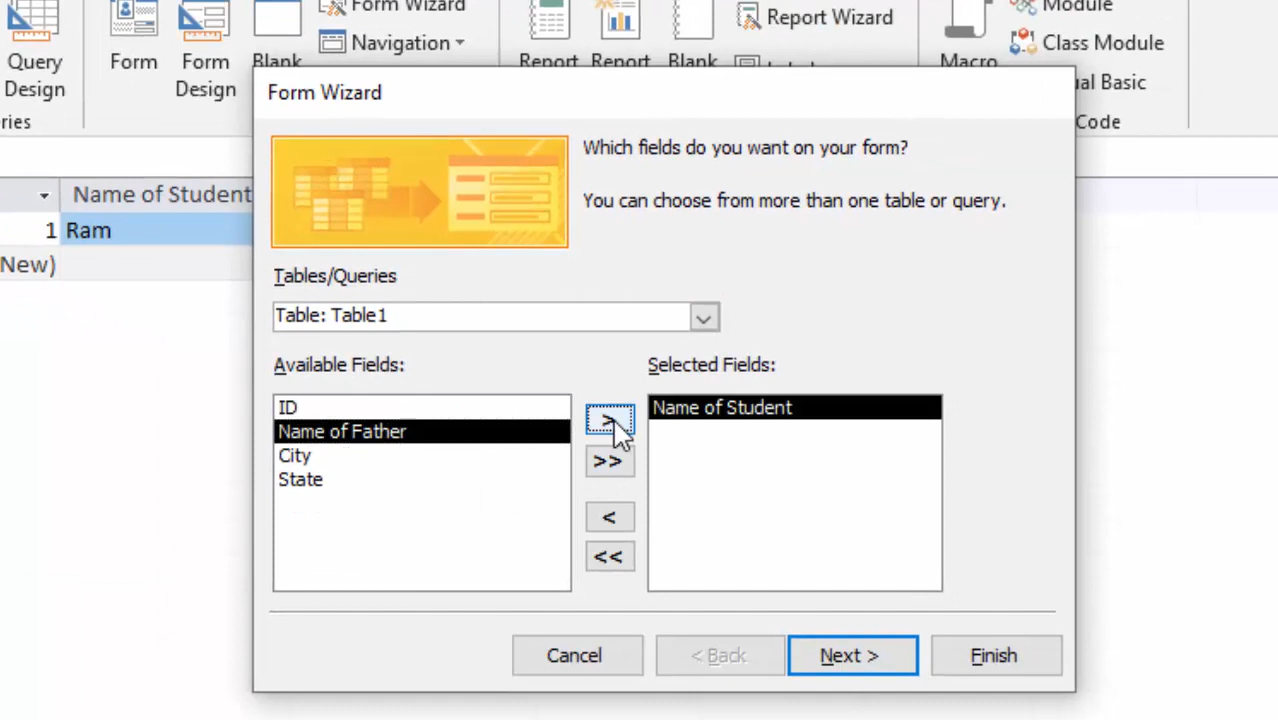 Form Wizard
Report Wizard
Module
Navigation
Class Module
Query
Design
Form
Form
Design
Blank
Report
Report
Blank
Macro
ual Basic
ries
Code
Form Wizard
Which fields do you want on your form?
You can choose from more than one table or query.
Name of Student
1 Ram
New)
Tables/Queries
Table: Table1
Available Fields:
Selected Fields:
ID
Name of Father
City
State
Name of Student
>
>>
<
<<
Cancel
< Back
Next >
Finish